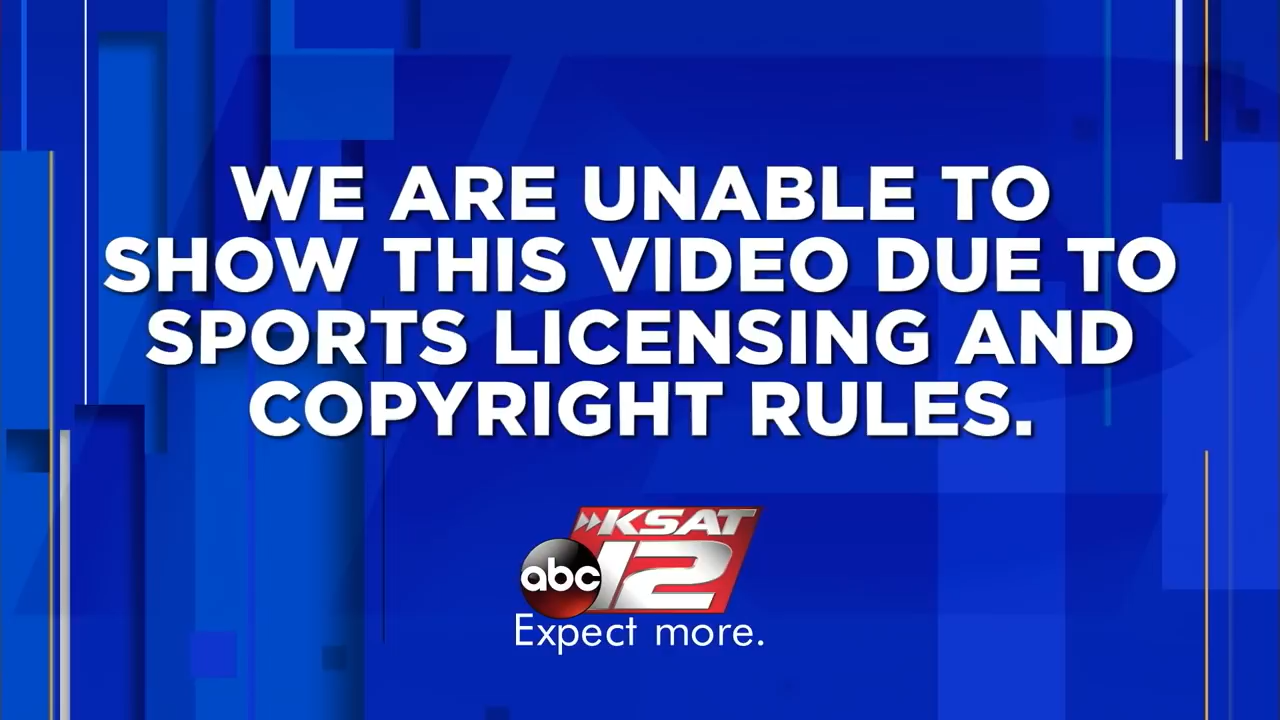 WE ARE UNABLE TO
SHOW THIS VIDEO DUE TO
SPORTS LICENSING AND
COPYRIGHT RULES.
KSAT
abc 12
Expect more.